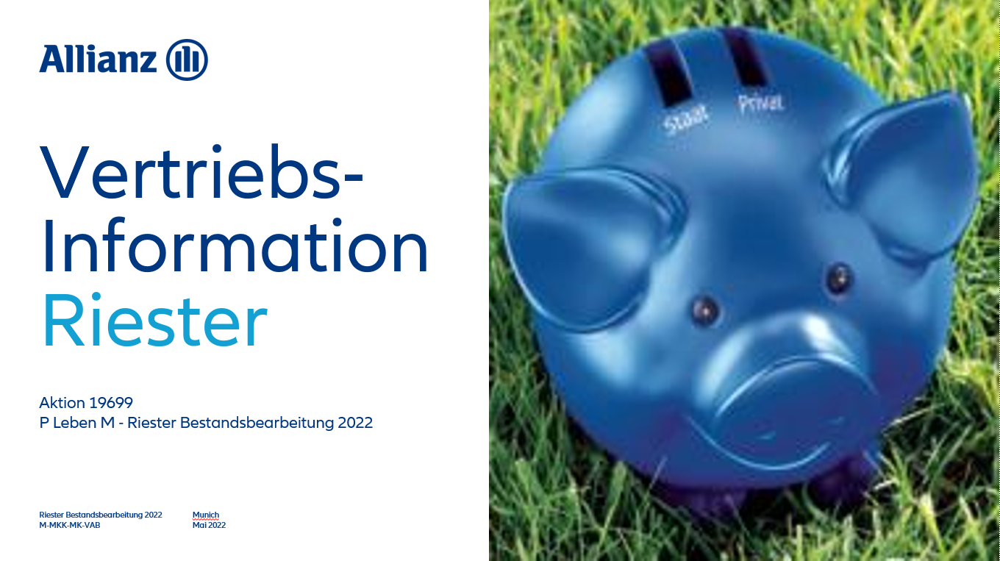 Allianz
Vertriebs-
Information
Riester
Aktion 19699
P Leben M - Riester Bestandsbearbeitung 2022
Riester Bestandsbearbeitung 2022
M-MKK-MK-VAB
Munich
Mai 2022
Staat
Privat